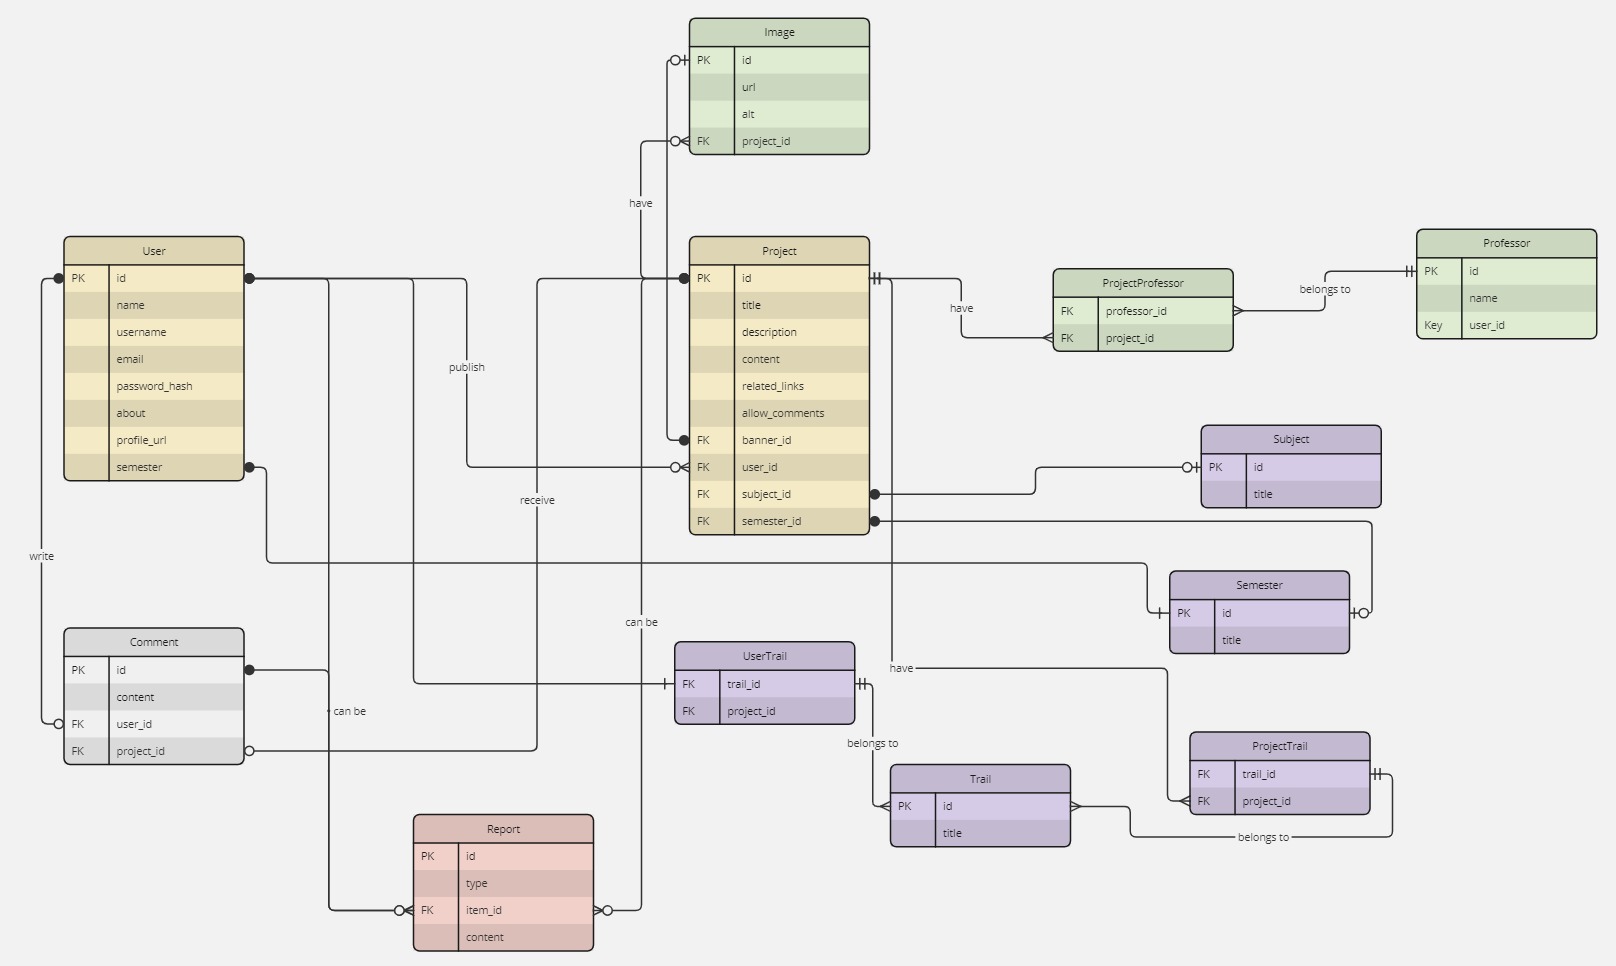 Image
PK id
url
alt
FK project_id
have
User
PK id
name
username
email
password_hash
about
profile_url
semester
publish
Project
PK id
title
description
content
related_links
allow_comments
FK banner_id
FK user_id
FK subject_id
FK semester_id
have
ProjectProfessor
FK professor_id
FK project_id
belongs to
Professor
PK id
name
Key user_id
Subject
PK id
title
receive
write
Semester
PK id
title
can be
Comment
PK id
content
FK user_id
FK project_id
can be
UserTrail
FK trail_id
FK project_id
have
belongs to
Trail
PK id
title
ProjectTrail
FK trail_id
FK project_id
belongs to
Report
PK id
type
FK item_id
content